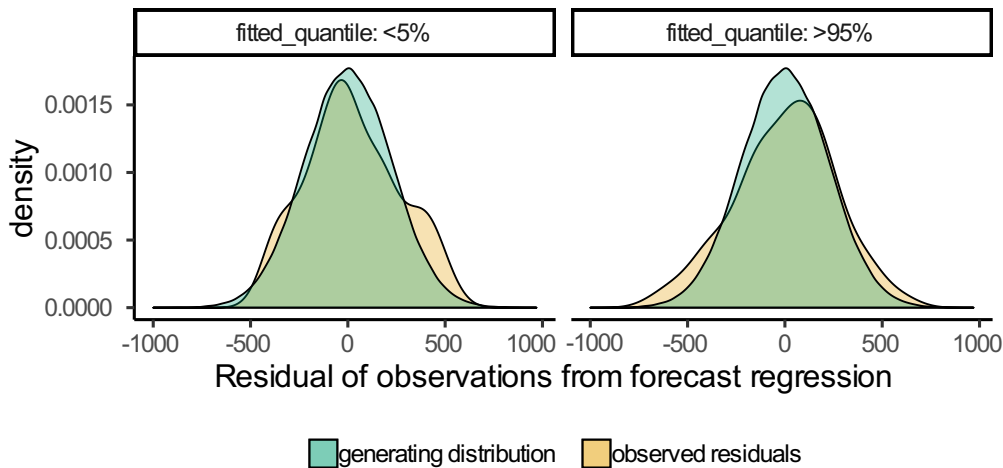 fitted_quantile: <5%
fitted_quantile: >95%
density
0.0015
0.0010
0.0005
0.0000
-1000 -500 0 500 1000
-1000 -500 0 500 1000
Residual of observations from forecast regression
generating distribution observed residuals